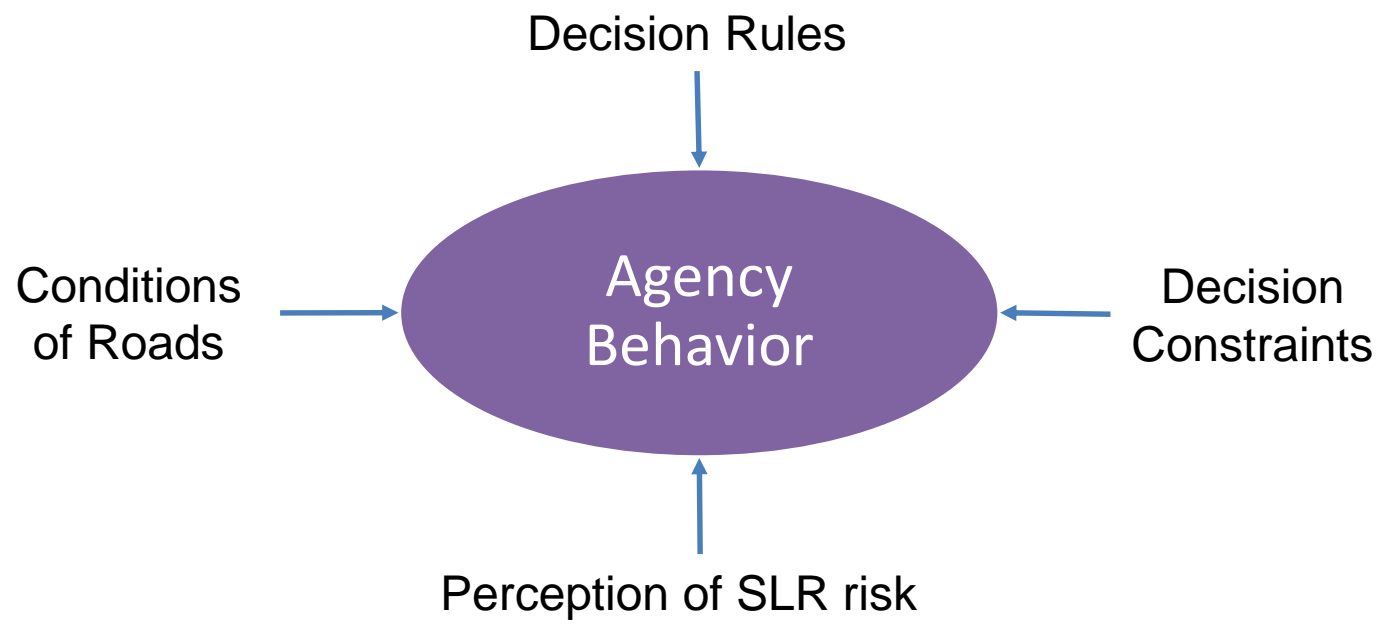 Decision Rules
Conditions
of Roads
Agency
Behavior
Decision
Constraints
Perception of SLR risk